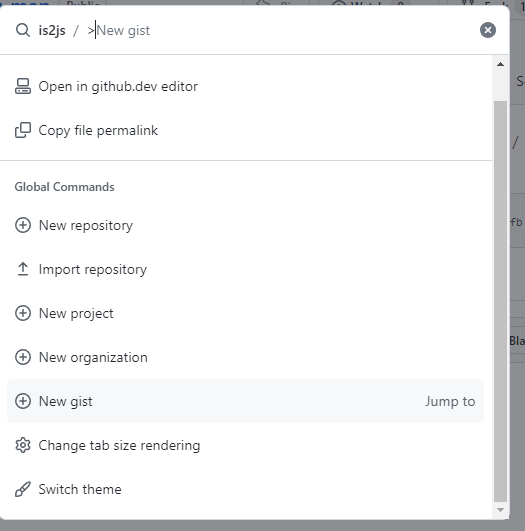 Public
is2js / >New gist
Open in github.dev editor
Copy file permalink
Global Commands
New repository
Import repository
New project
New organization
New gist Jump to
Change tab size rendering
Switch theme